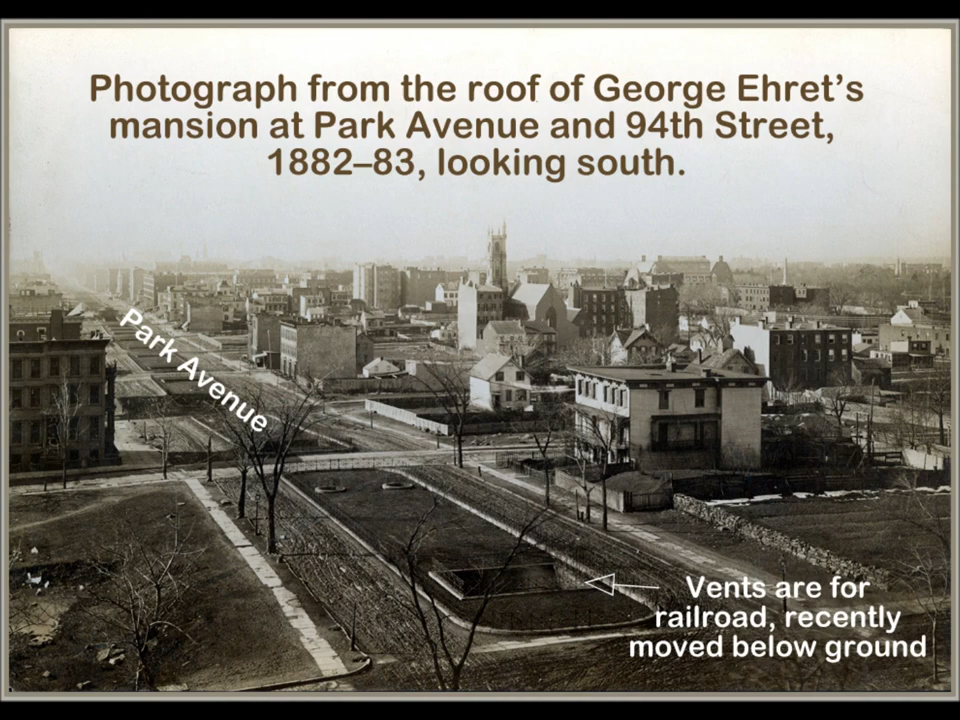 Photograph from the roof of George Ehret’s
mansion at Park Avenue and 94th Street,
1882–83, looking south.
Park Avenue
Vents are for
railroad, recently
moved below ground